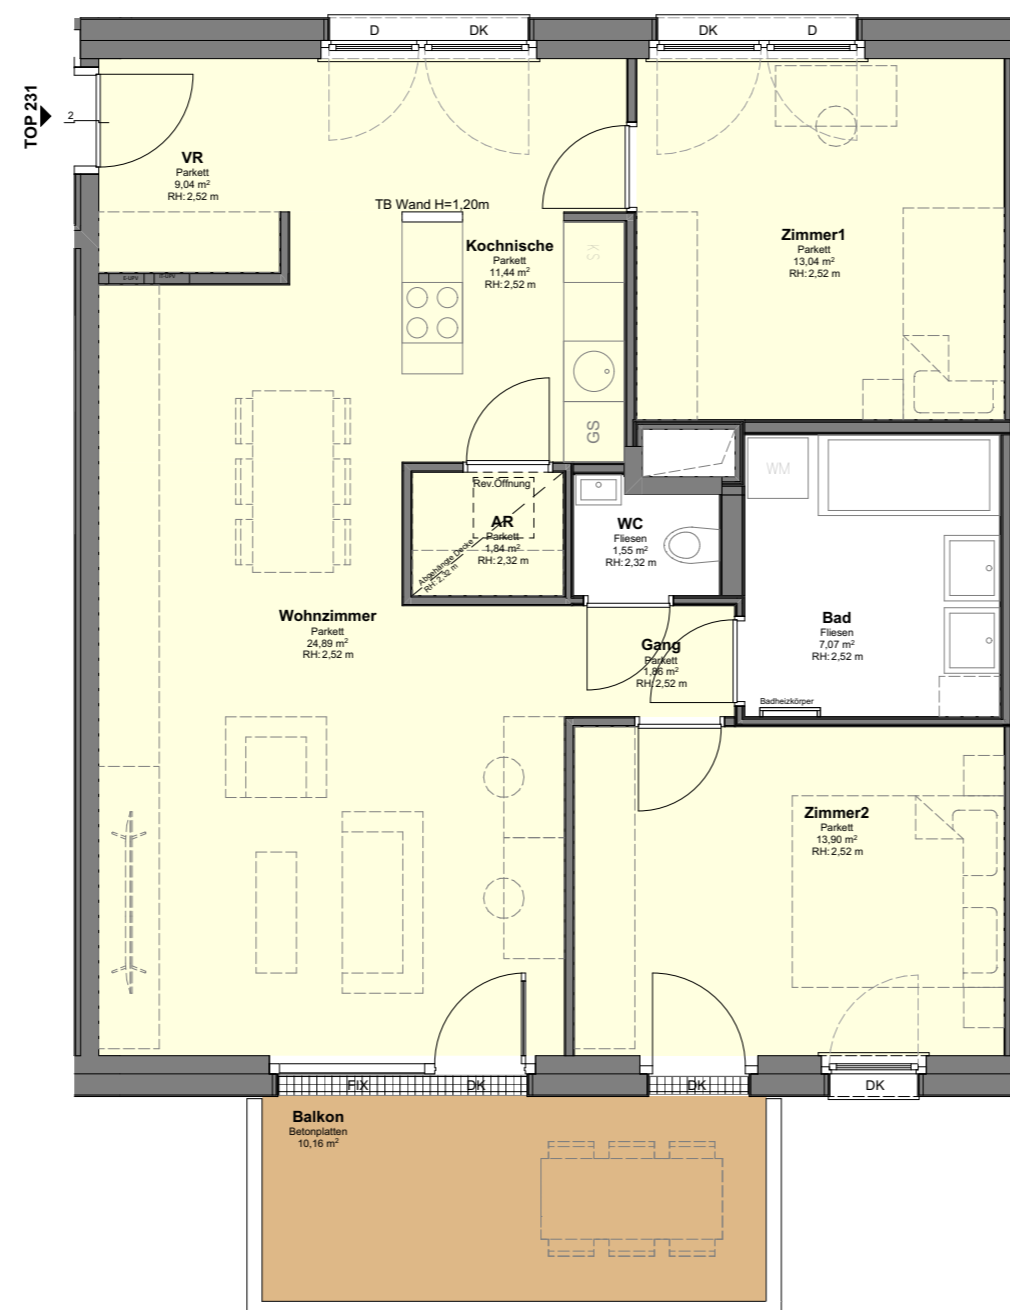 D
DK
DK
D
TOP 231
2
VR
Parkett
9,04 m²
RH: 2,52 m
TB Wand H=1,20m
Kochnische
Parkett
11,44 m²
RH: 2,52 m
KS
GS
Zimmer1
Parkett
13,04 m²
RH: 2,52 m
Rev.Öffnung
AR
Parkett
1,84 m²
RH: 2,32 m
Abgehängte Decke
RH: 2,32 m
WC
Fliesen
1,55 m²
RH: 2,32 m
WM
Bad
Fliesen
7,07 m²
RH: 2,52 m
Badheizkörper
Wohnzimmer
Parkett
24,89 m²
RH: 2,52 m
Gang
Parkett
1,86 m²
RH: 2,52 m
Zimmer2
Parkett
13,90 m²
RH: 2,52 m
FIX
DK
DK
DK
Balkon
Betonplatten
10,16 m²